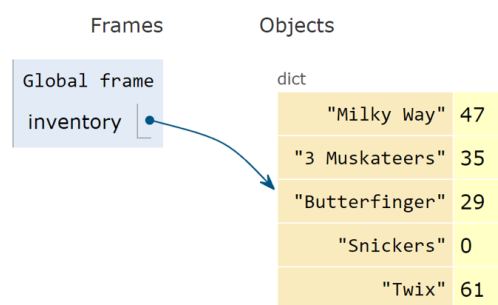 Frames Objects
Global frame
inventory
dict
"Milky Way" 47
"3 Muskateers" 35
"Butterfinger" 29
"Snickers" 0
"Twix" 61